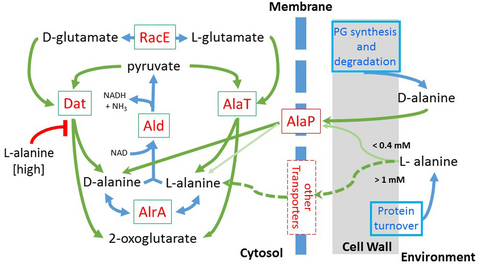 Membrane
D-glutamate RacE L-glutamate
PG synthesis
and
degradation
pyruvate
NADH
+ NH3
Dat
AlaT
D-alanine
Ald
AlaP
L-alanine
[high]
NAD
< 0.4 mM
L- alanine
> 1 mM
D-alanine L-alanine
other
Transporters
AlrA
Protein
turnover
2-oxoglutarate
Cytosol
Cell Wall
Environment